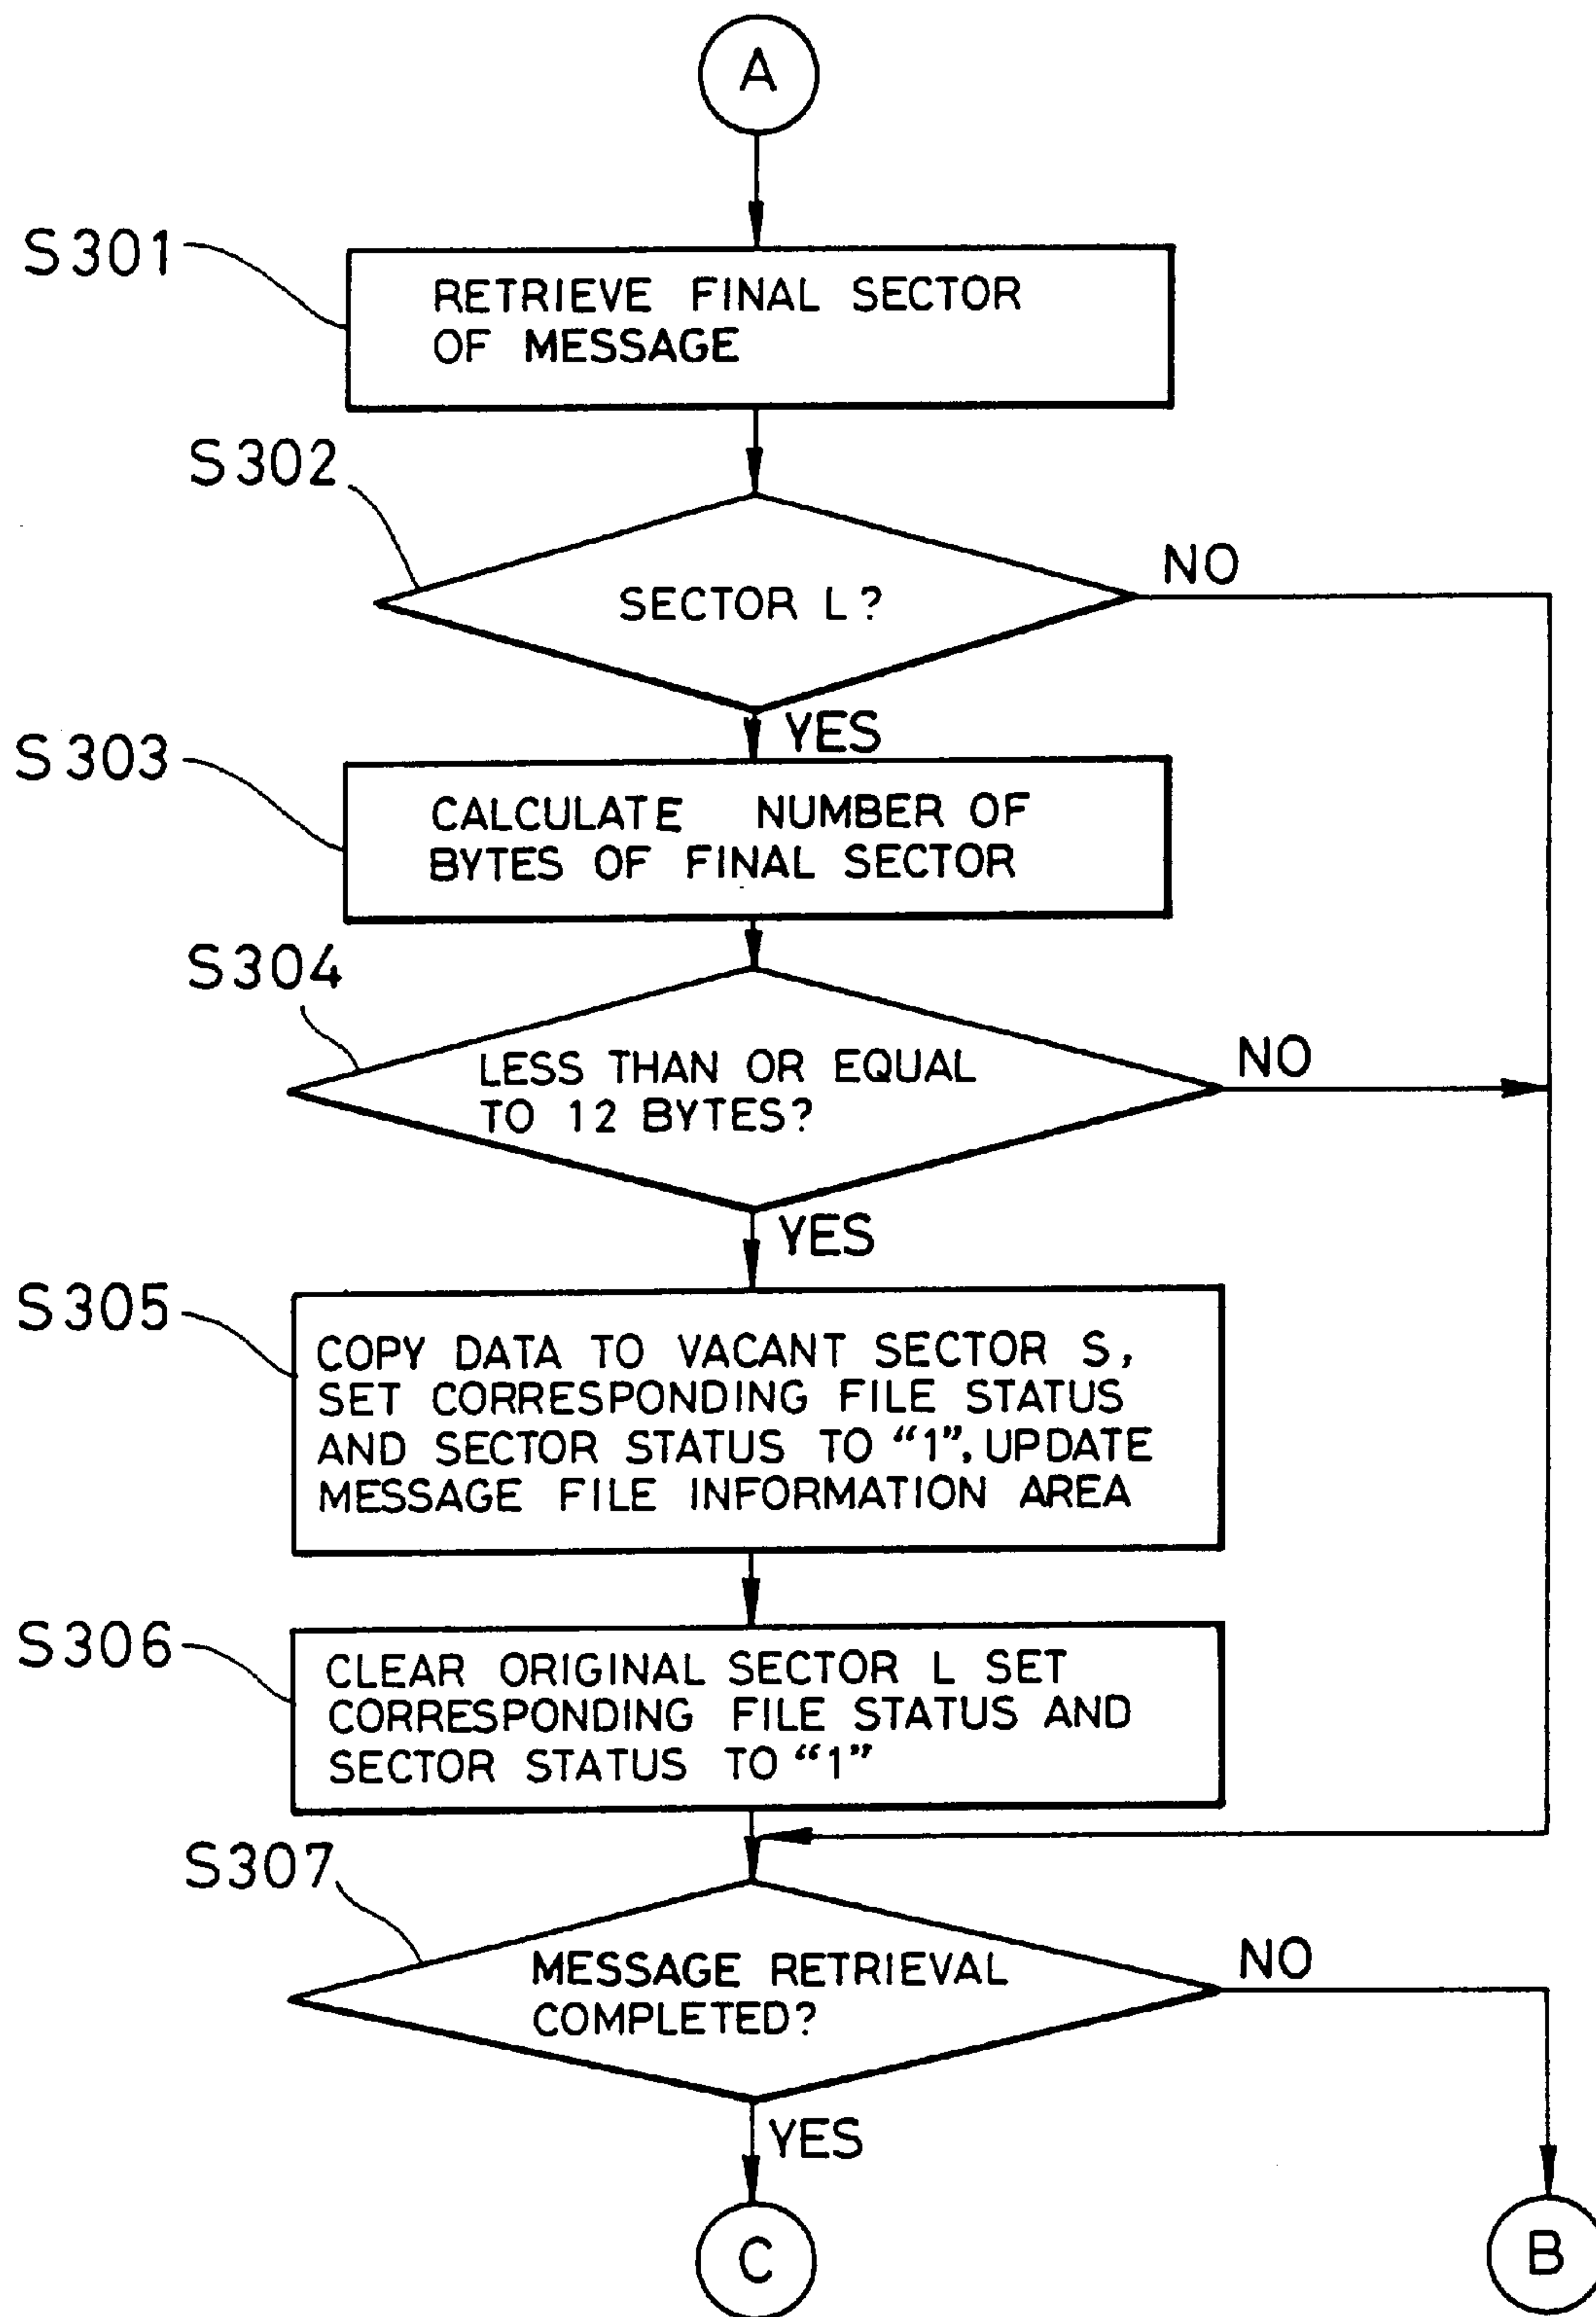 A
S301
RETRIEVE FINAL SECTOR
OF MESSAGE
S302
SECTOR L?
NO
YES
S303
CALCULATE NUMBER OF
BYTES OF FINAL SECTOR
S304
LESS THAN OR EQUAL
TO 12 BYTES?
NO
YES
S305
COPY DATA TO VACANT SECTOR S,
SET CORRESPONDING FILE STATUS
AND SECTOR STATUS TO “1”. UPDATE
MESSAGE FILE INFORMATION AREA
S306
CLEAR ORIGINAL SECTOR L SET
CORRESPONDING FILE STATUS AND
SECTOR STATUS TO “1”
S307
MESSAGE RETRIEVAL
COMPLETED?
NO
YES
C
B